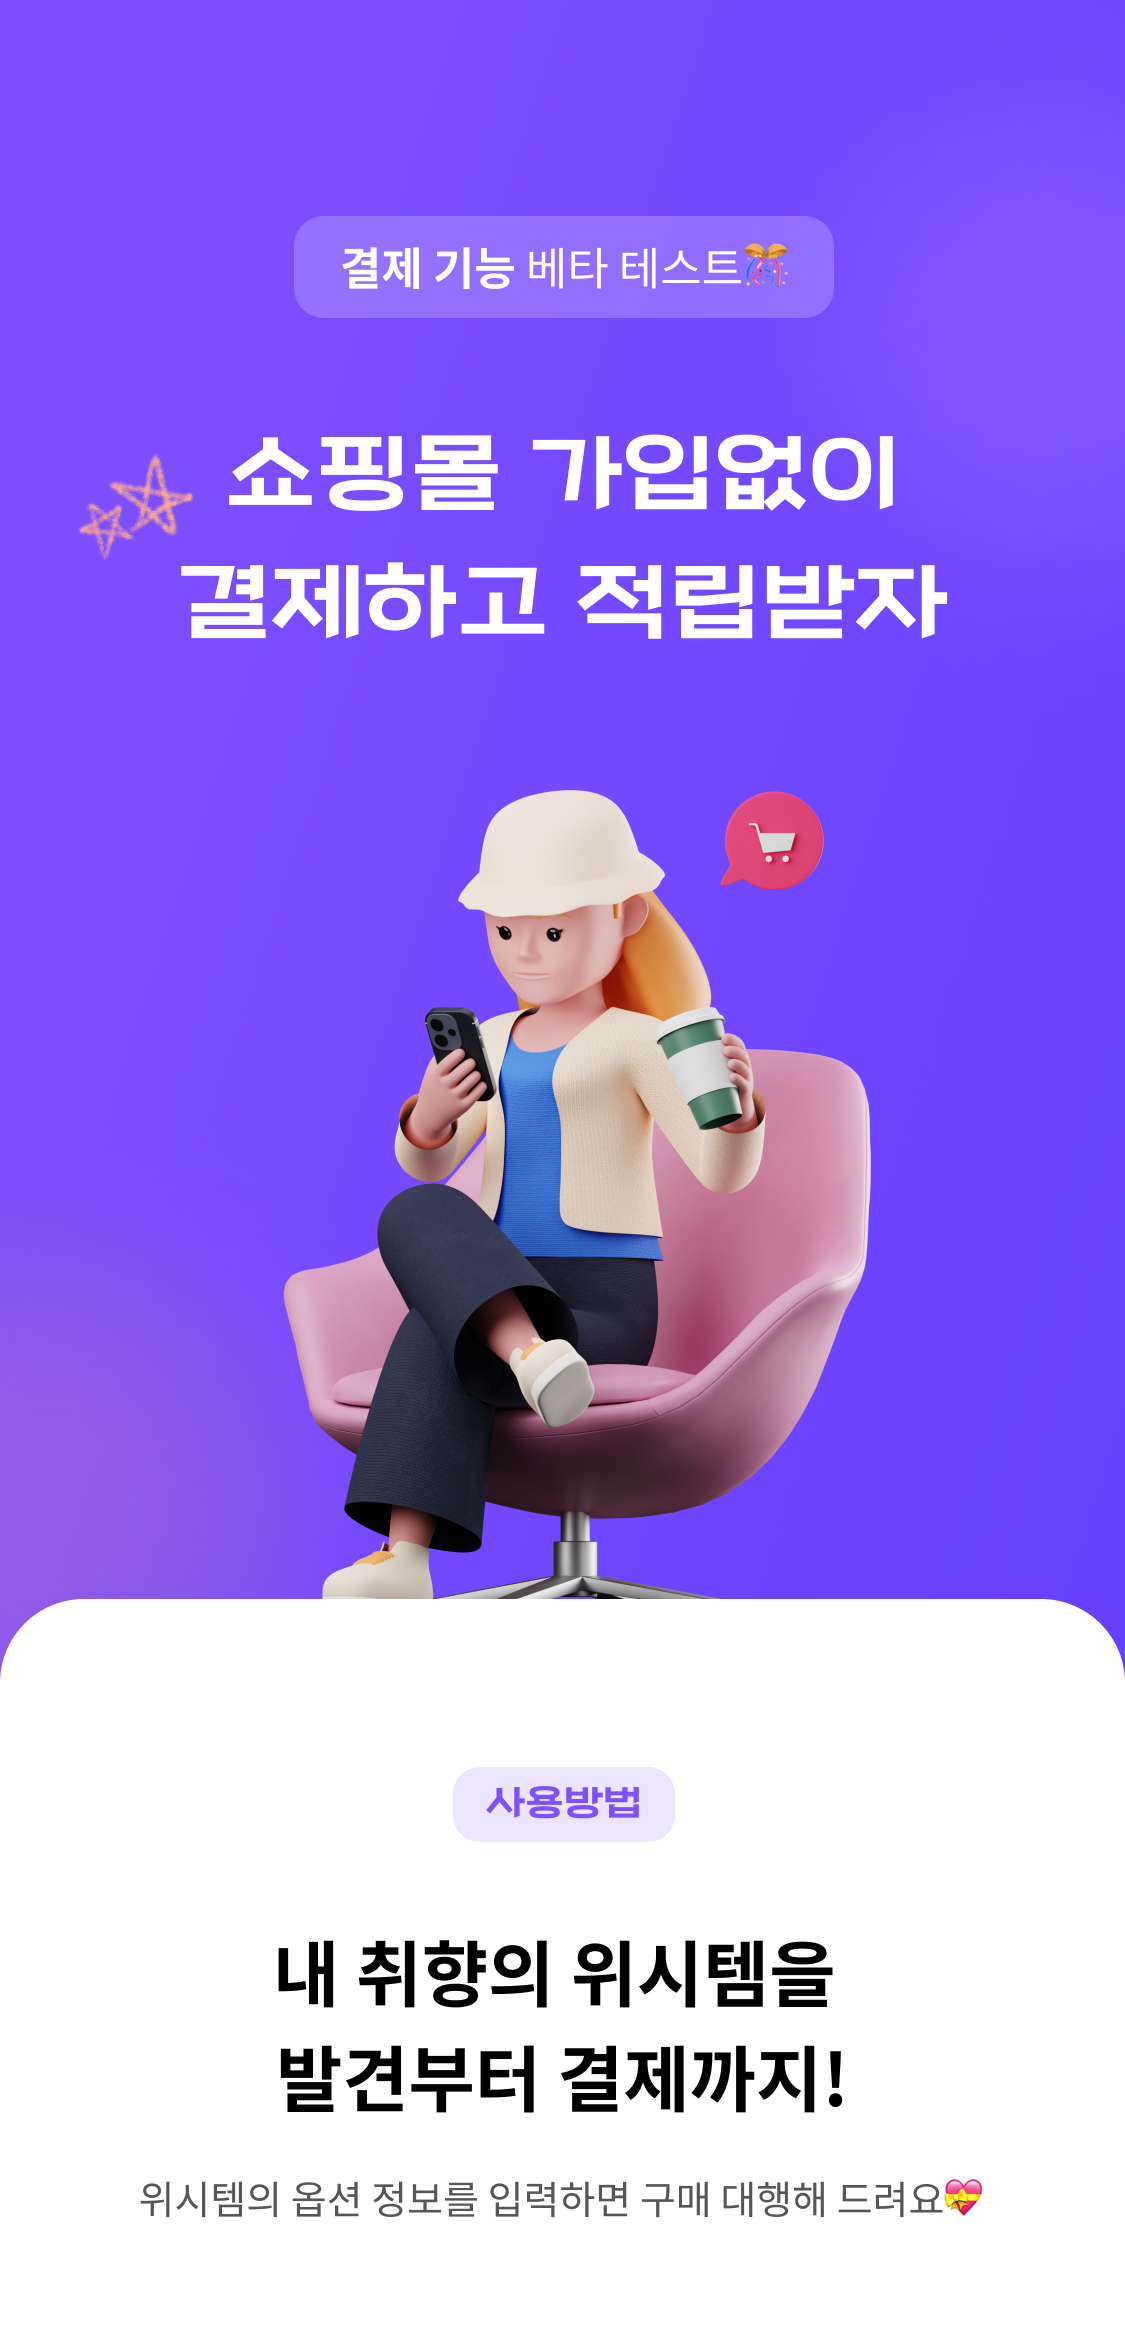 결제 기능 베타 테스트🎊
쇼핑몰 가입없이
결제하고 적립받자
사용방법
내 취향의 위시템을
발견부터 결제까지!
위시템의 옵션 정보를 입력하면 구매 대행해 드려요💝